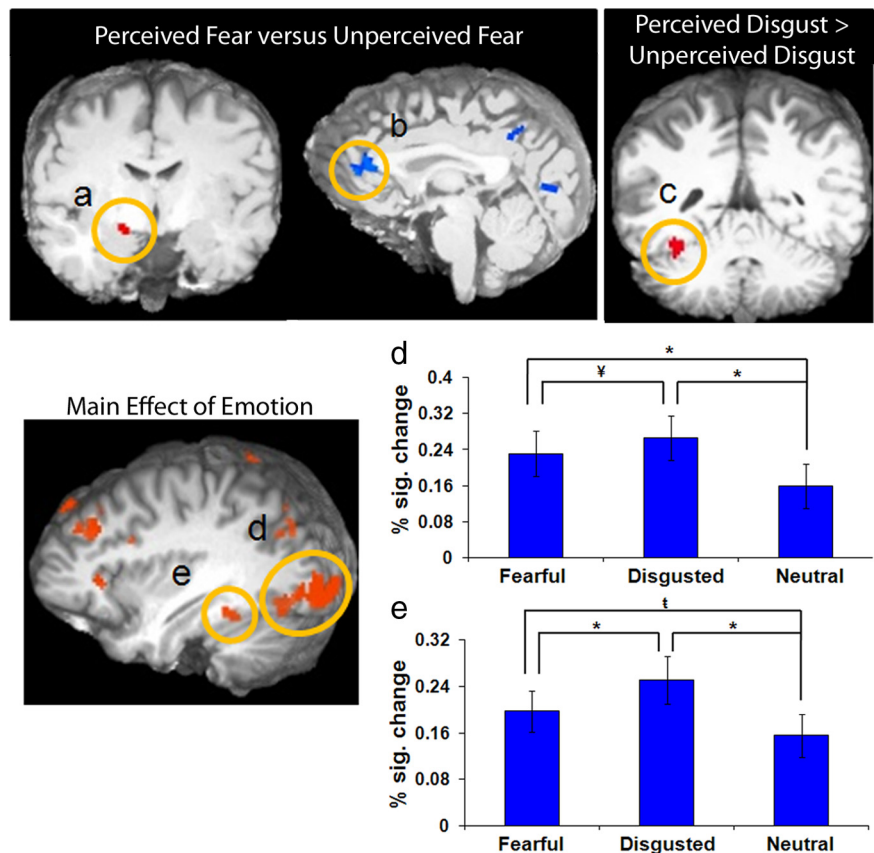 Perceived Fear versus Unperceived Fear
Perceived Disgust >
Unperceived Disgust
a
b
c
Main Effect of Emotion
d
e
d
% sig. change
0.4
0.32
0.24
0.16
0.08
0
*
¥
*
Fearful
Disgusted
Neutral
e
% sig. change
0.32
0.24
0.16
0.08
0
ŧ
*
*
Fearful
Disgusted
Neutral